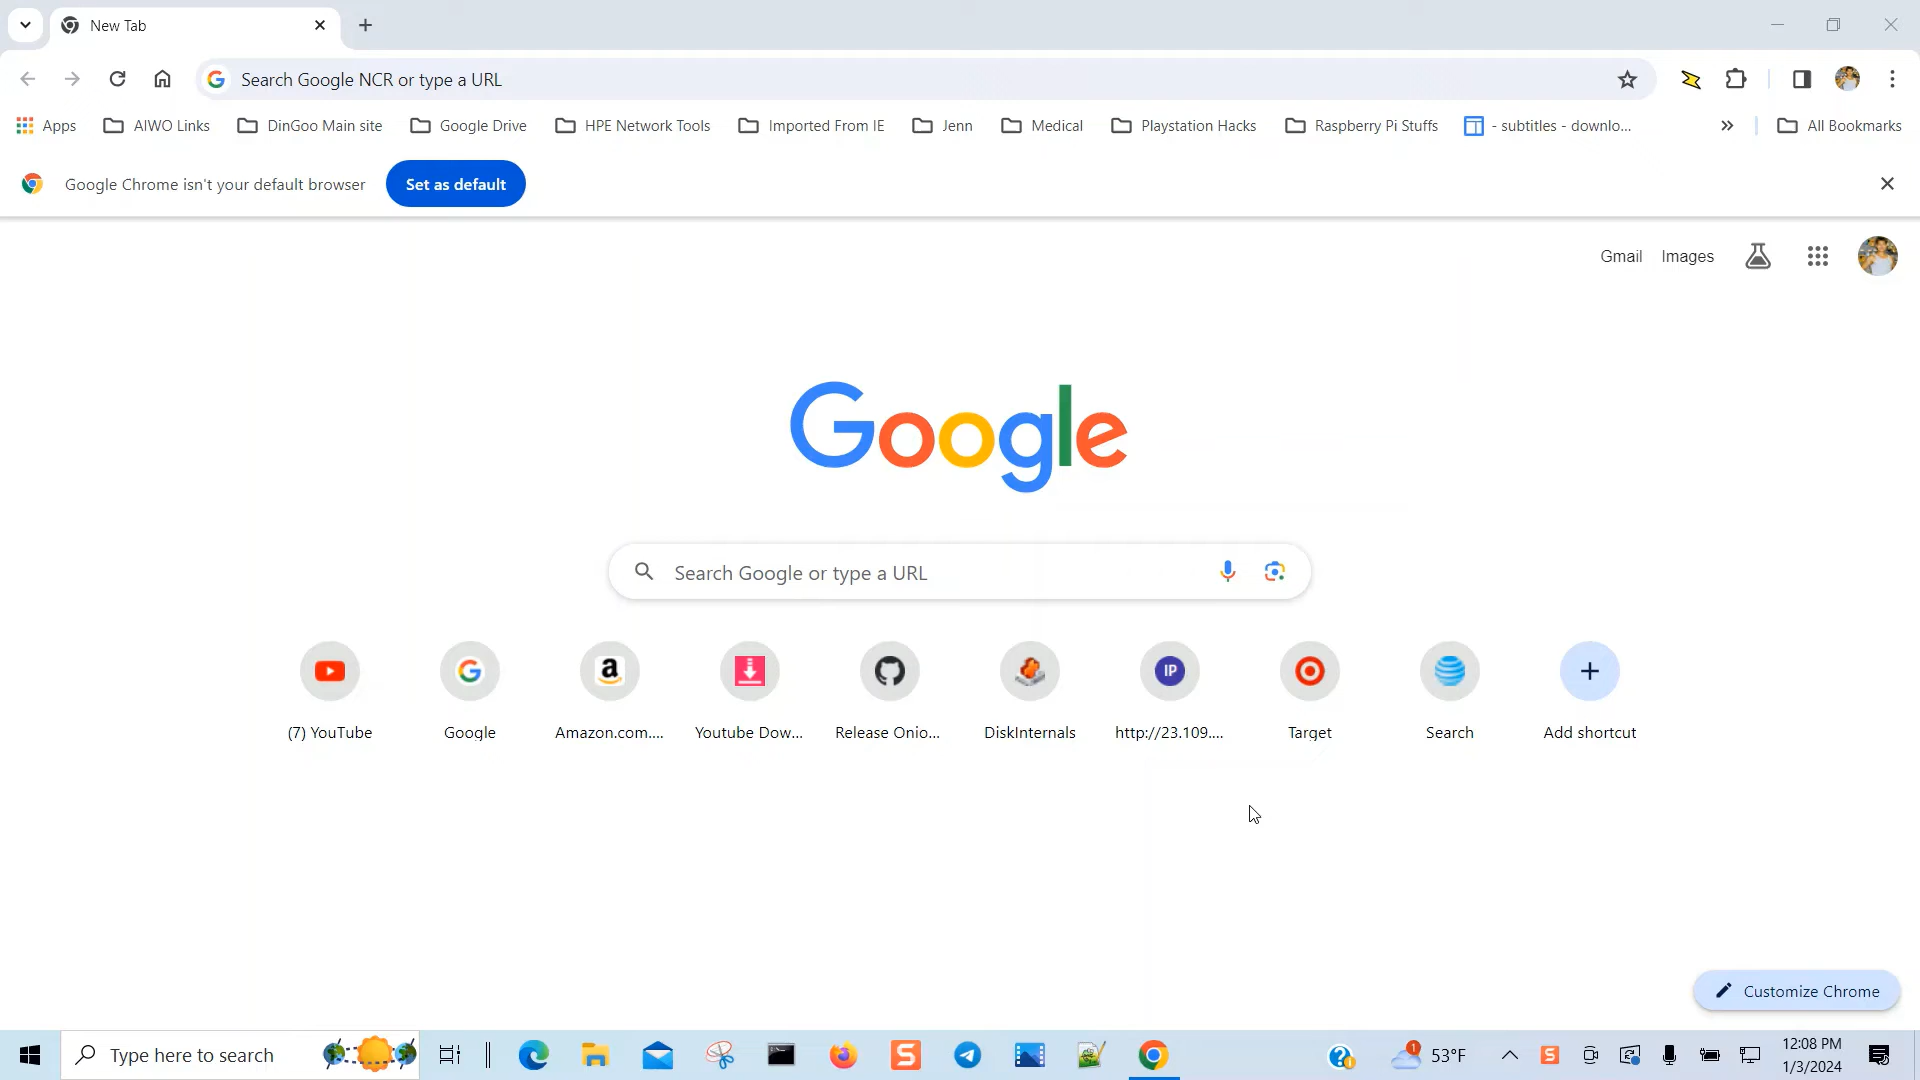 New Tab
Search Google NCR or type a URL
Apps AIWO Links DinGoo Main site Google Drive HPE Network Tools Imported From IE Jenn Medical Playstation Hacks Raspberry Pi Stuffs - subtitles - downlo... All Bookmarks
Google Chrome isn't your default browser Set as default
Gmail Images
Google
Search Google or type a URL
a IP
(7) YouTube Google Amazon.com.... Youtube Dow... Release Onio... DiskInternals http://23.109.... Target Search Add shortcut
Customize Chrome
Type here to search S 1 53°F S 12:08 PM
1/3/2024